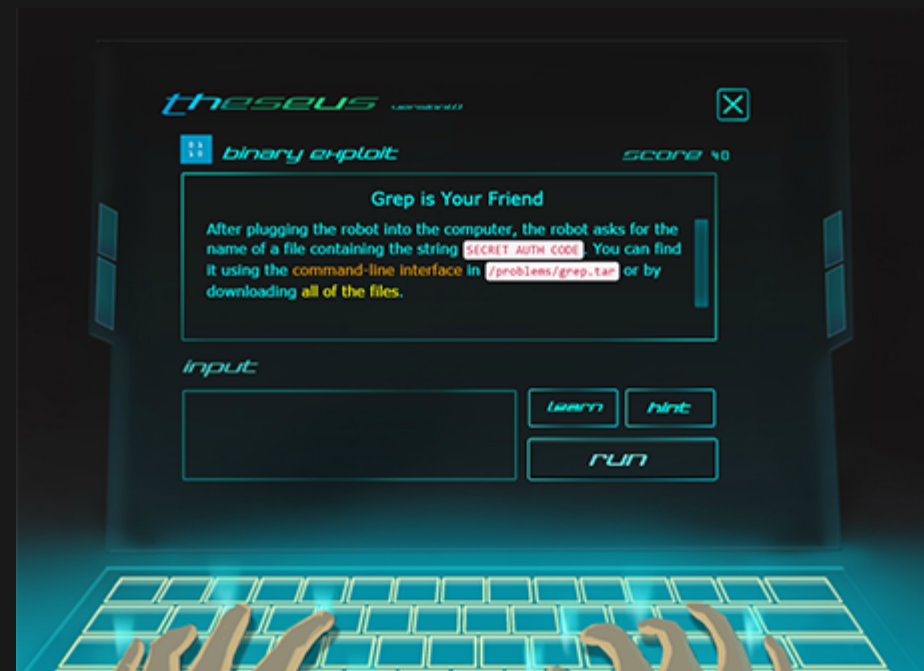 theseus
binary exploit
score 40
Grep is Your Friend
After plugging the robot into the computer, the robot asks for the
name of a file containing the string SECRET AUTH CODE. You can find
it using the command-line interface in /problems/grep.tar or by
downloading all of the files.
input
learn
hint
run